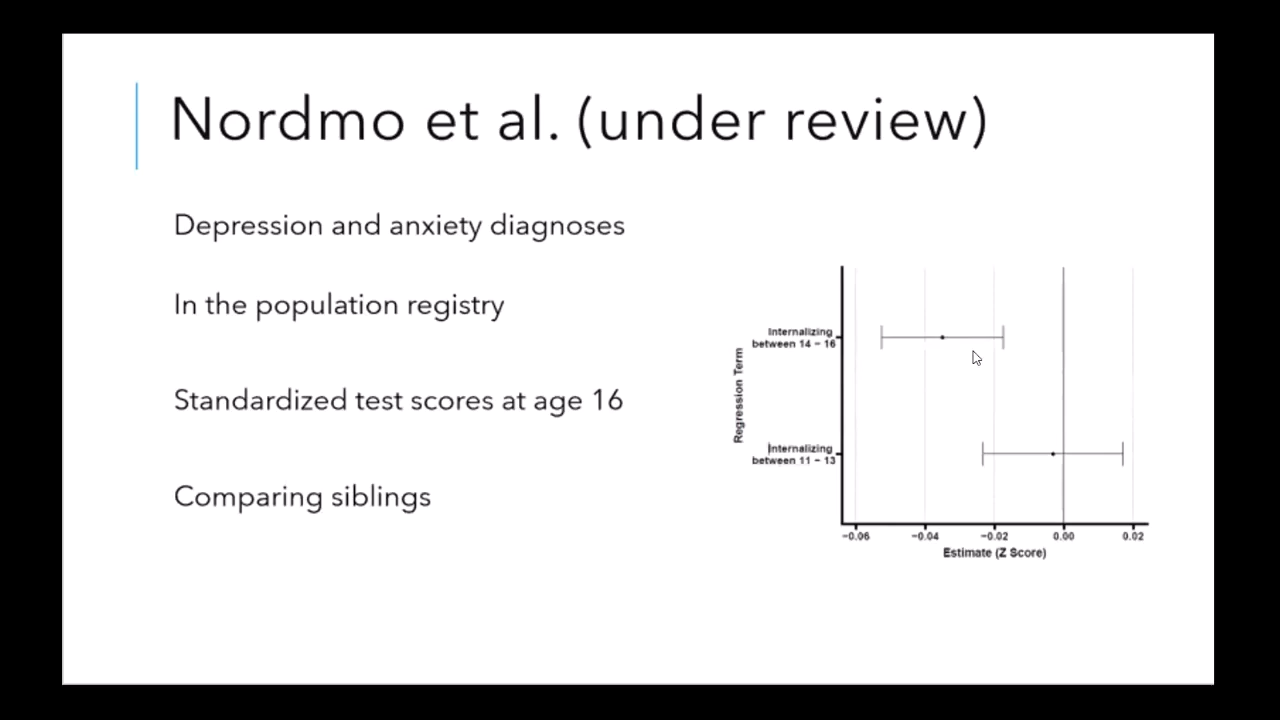 Nordmo et al. (under review)
Depression and anxiety diagnoses
In the population registry
Standardized test scores at age 16
Comparing siblings
Regression Term
Internalizing
between 14 − 16
Internalizing
between 11 − 13
−0.06 −0.04 −0.02 0.00 0.02
Estimate (Z Score)